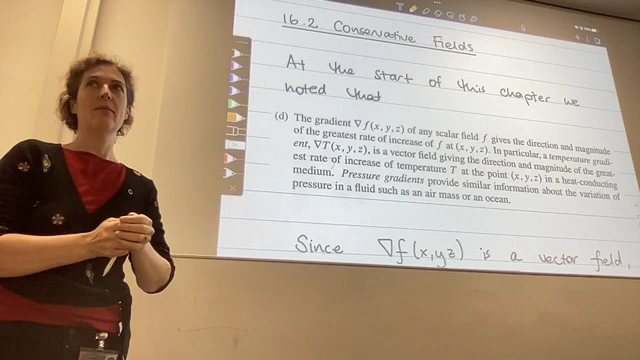 16.2 Conservative Fields
At the start of this chapter we
noted that
(d) The gradient ∇f(x, y, z) of any scalar field f gives the direction and magnitude
of the greatest rate of increase of f at (x, y, z). In particular, a temperature gradi-
ent, ∇T(x, y, z), is a vector field giving the direction and magnitude of the great-
est rate of increase of temperature T at the point (x, y, z) in a heat-conducting
medium. Pressure gradients provide similar information about the variation of
pressure in a fluid such as an air mass or an ocean.
Since ∇f(x,yz) is a vector field,